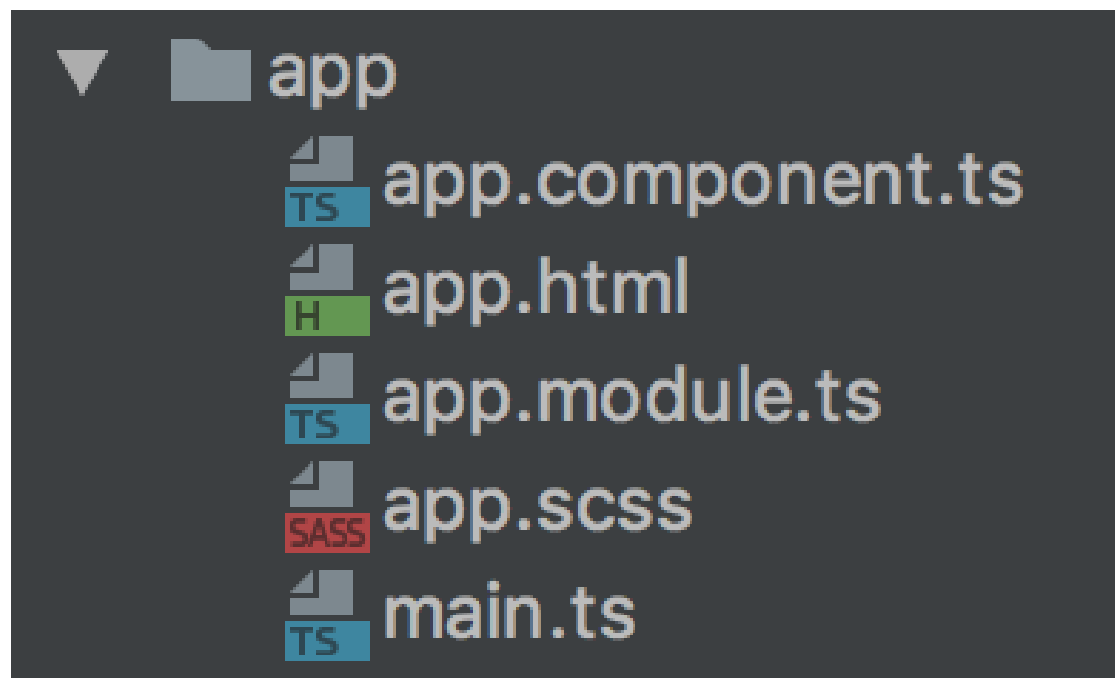 app
TS app.component.ts
H app.html
TS app.module.ts
SASS app.scss
TS main.ts